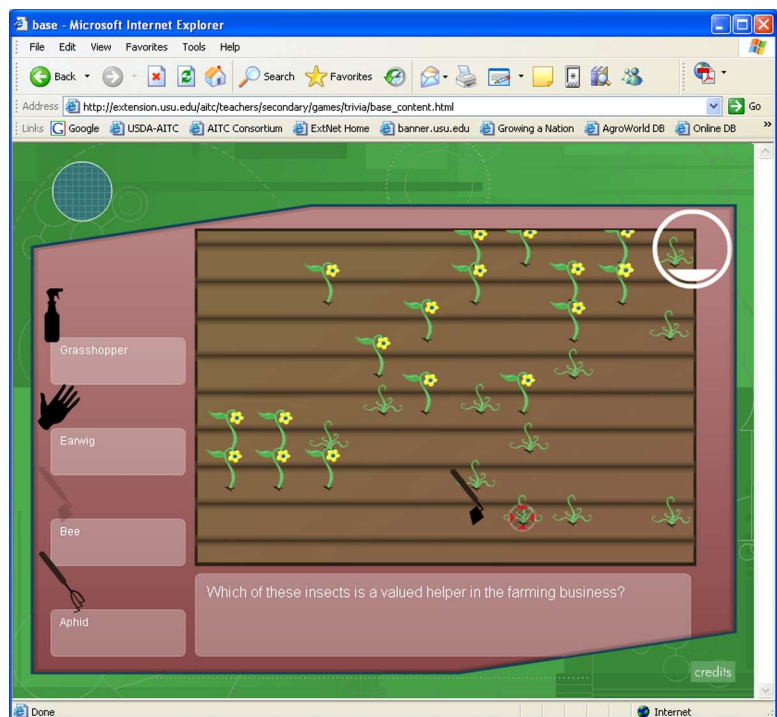 base - Microsoft Internet Explorer
File Edit View Favorites Tools Help
Back Search Favorites
Address http://extension.usu.edu/aitc/teachers/secondary/games/trivia/base_content.html Go
Links Google USDA-AITC AITC Consortium ExtNet Home banner.usu.edu Growing a Nation AgroWorld DB Online DB »
Grasshopper
Earwig
Bee
Aphid
Which of these insects is a valued helper in the farming business?
credits
Done Internet